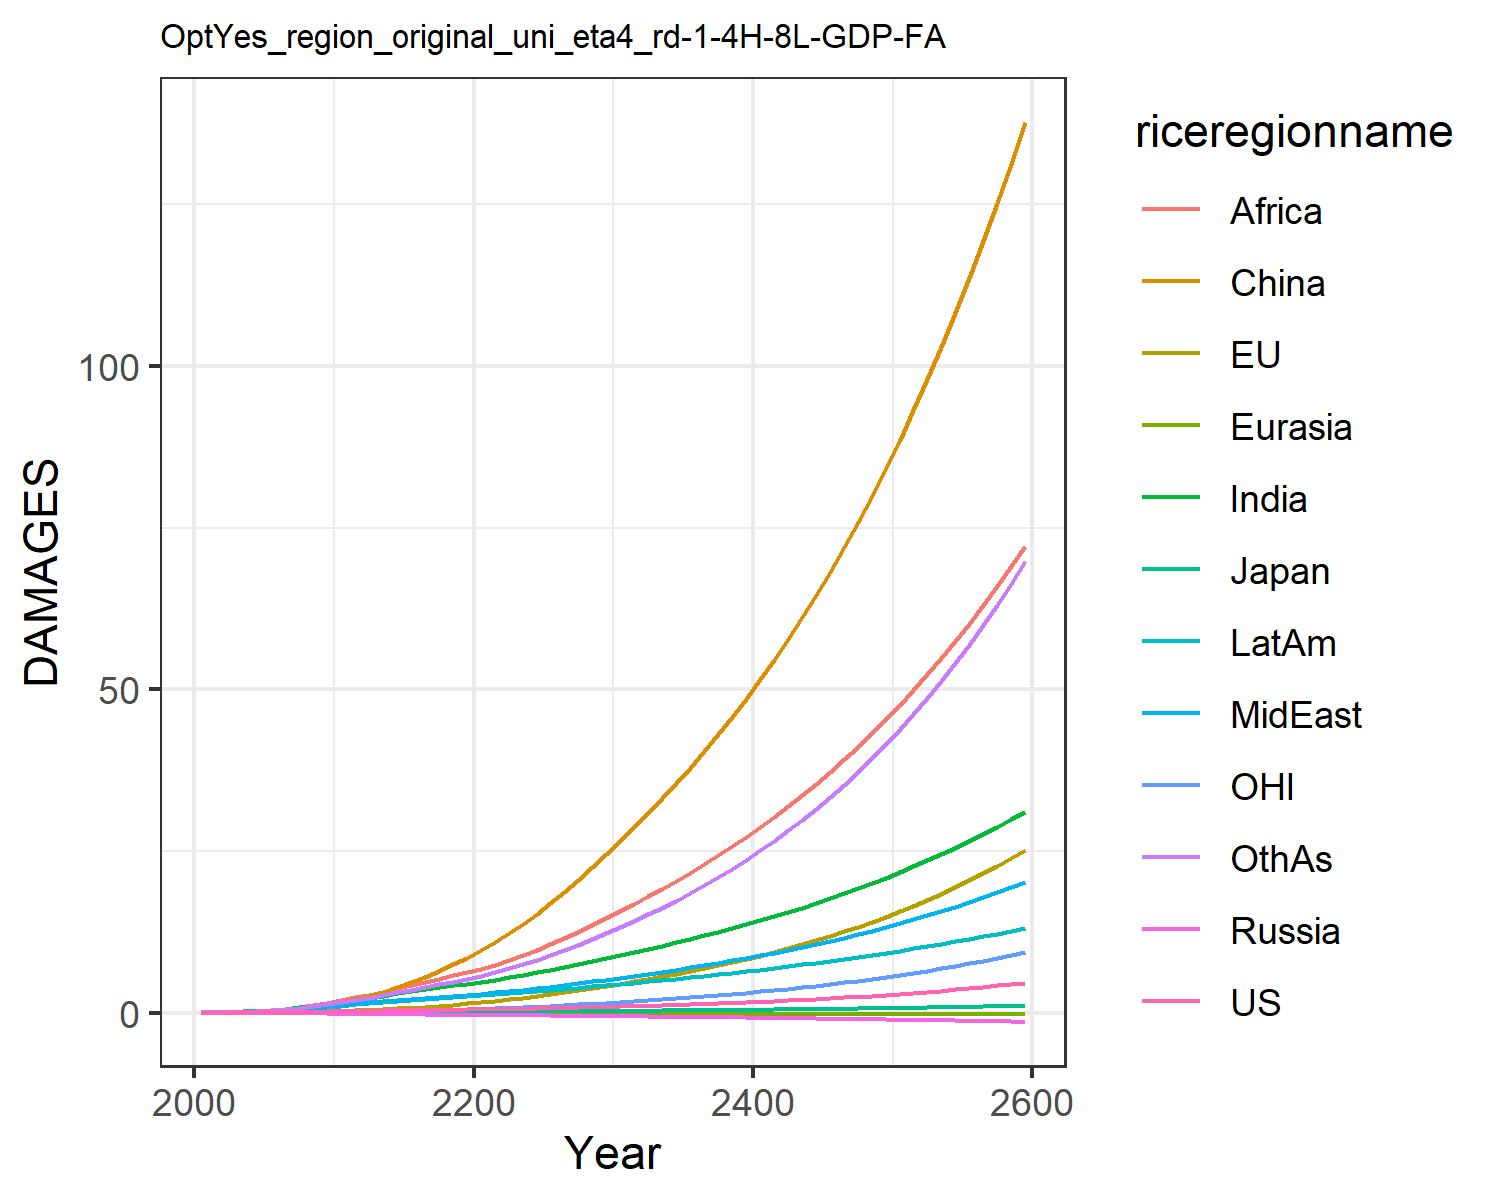 OptYes_region_original_uni_eta4_rd-1-4H-8L-GDP-FA
DAMAGES
100
50
0
2000 2200 2400 2600
Year
riceregionname
Africa
China
EU
Eurasia
India
Japan
LatAm
MidEast
OHI
OthAs
Russia
US